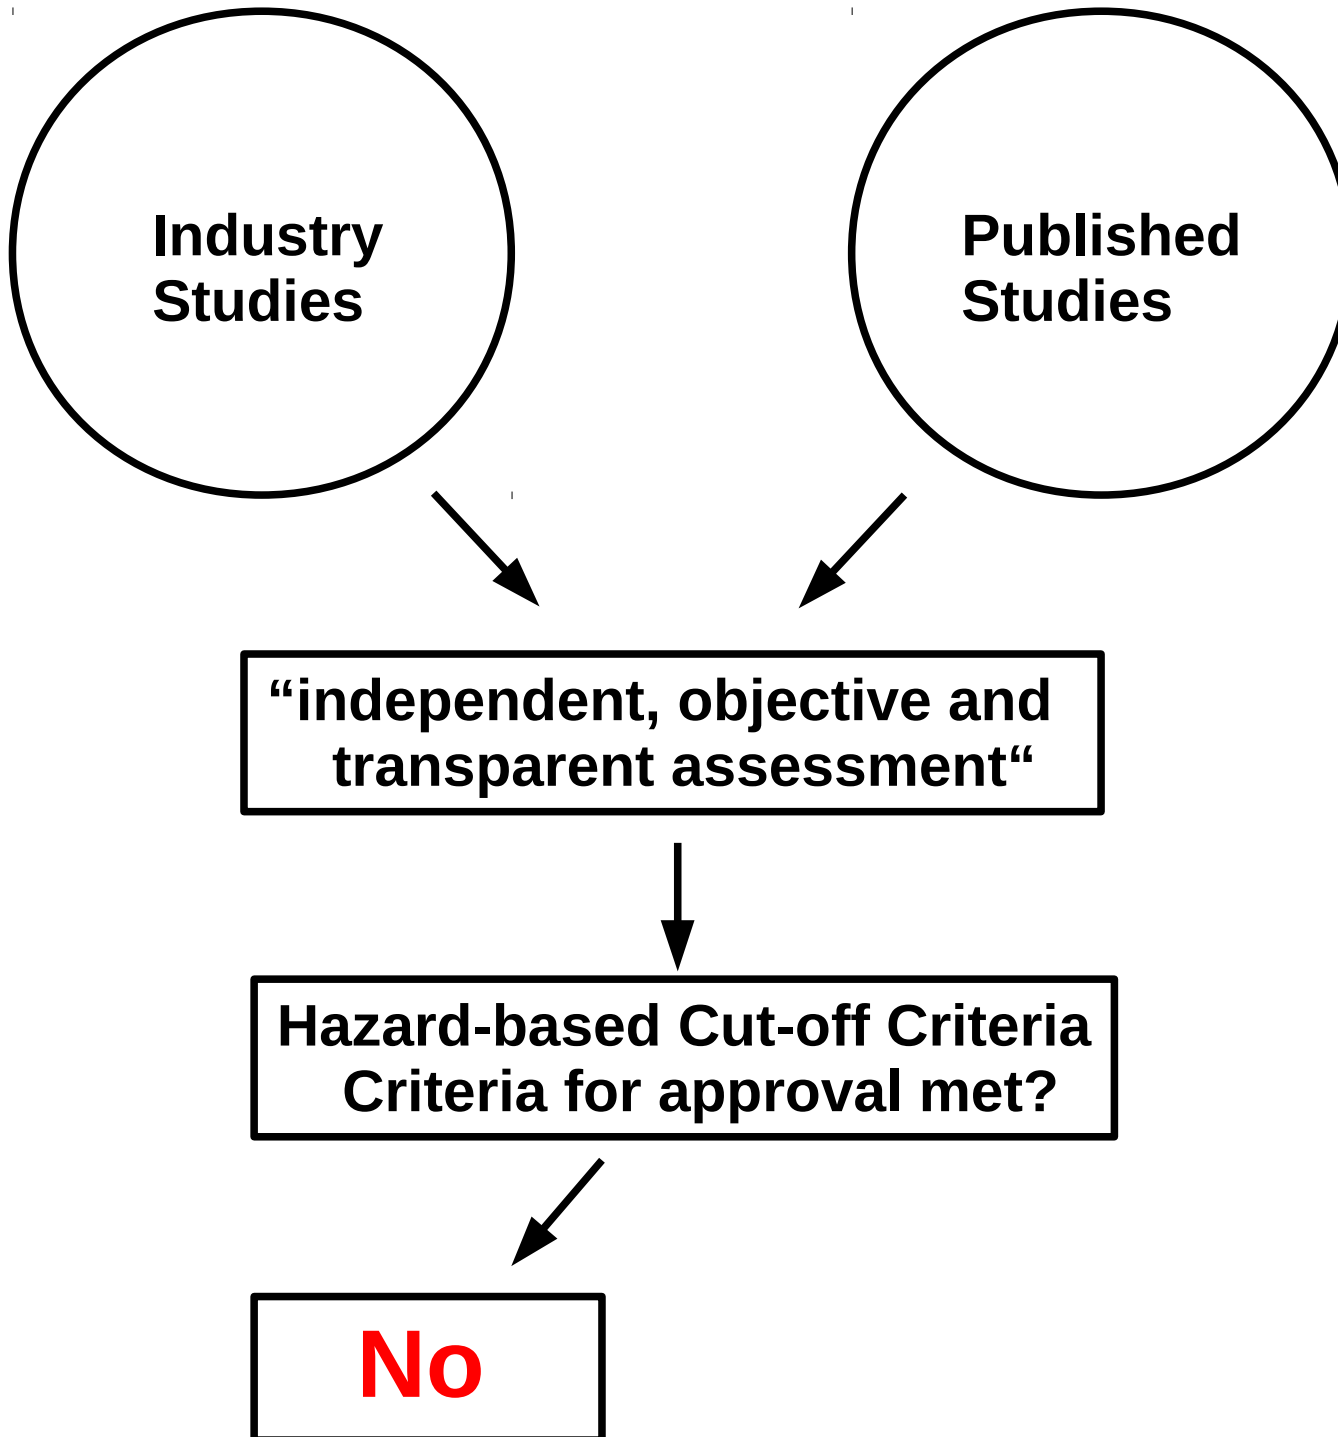 Industry
Studies
Published
Studies
“independent, objective and
transparent assessment“
Hazard-based Cut-off Criteria
Criteria for approval met?
No